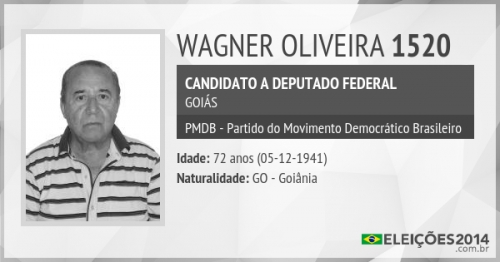 WAGNER OLIVEIRA 1520
CANDIDATO A DEPUTADO FEDERAL
GOIÁS
PMDB - Partido do Movimento Democrático Brasileiro
Idade: 72 anos (05-12-1941)
Naturalidade: GO - Goiânia
ELEIÇÕES2014
.com.br